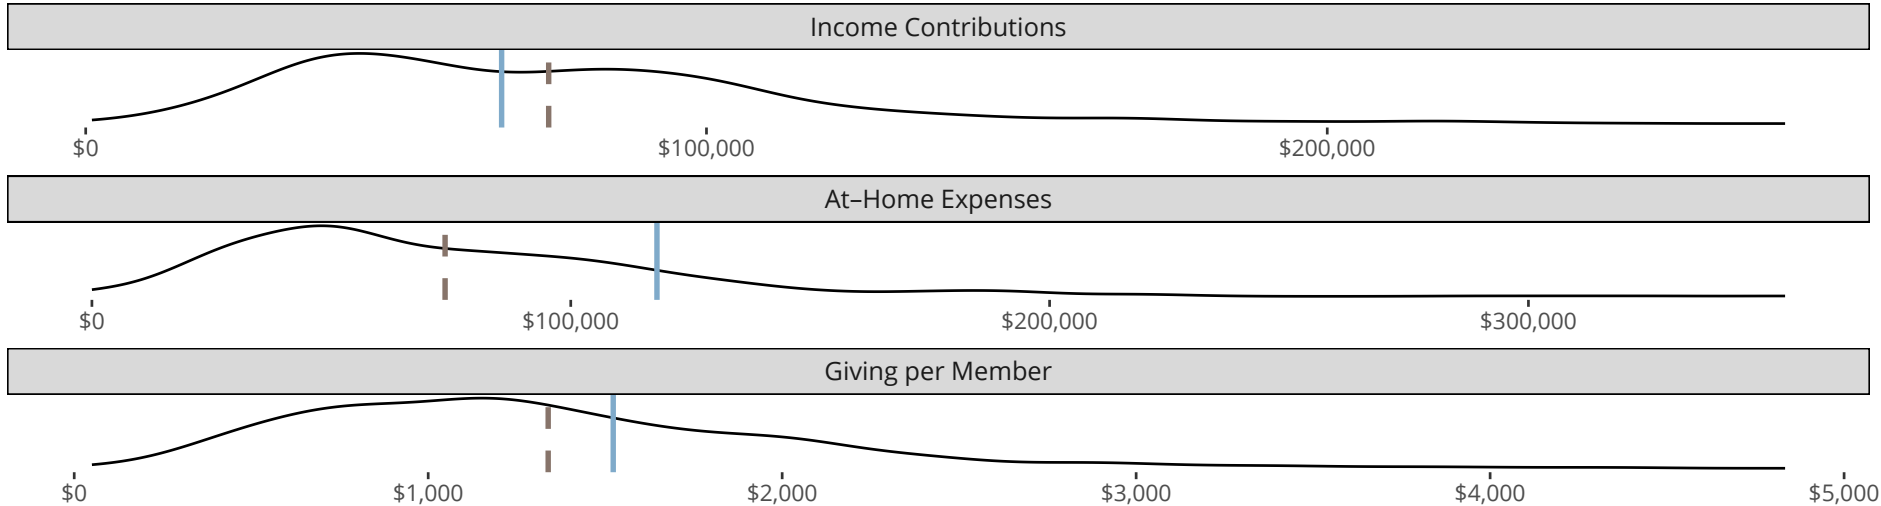 Income Contributions
$0 $100,000 $200,000
At–Home Expenses
$0 $100,000 $200,000 $300,000
Giving per Member
$0 $1,000 $2,000 $3,000 $4,000 $5,000